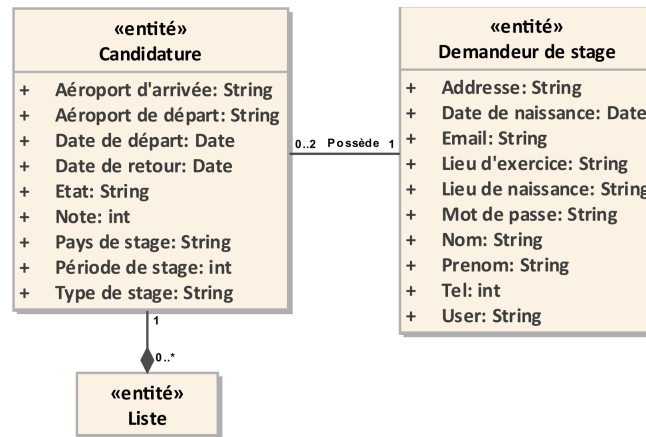 «entité»
Candidature
+ Aéroport d'arrivée: String
+ Aéroport de départ: String
+ Date de départ: Date
+ Date de retour: Date
+ Etat: String
+ Note: int
+ Pays de stage: String
+ Période de stage: int
+ Type de stage: String
0..2 Possède 1
«entité»
Demandeur de stage
+ Addresse: String
+ Date de naissance: Date
+ Email: String
+ Lieu d'exercice: String
+ Lieu de naissance: String
+ Mot de passe: String
+ Nom: String
+ Prenom: String
+ Tel: int
+ User: String
1
0..*
«entité»
Liste